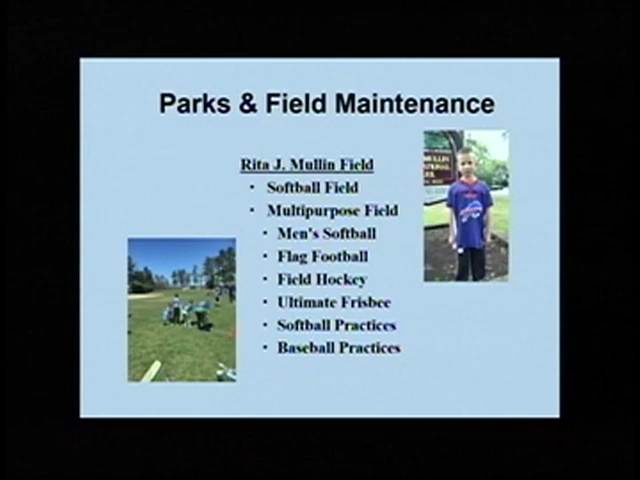 Parks & Field Maintenance
Rita J. Mullin Field
• Softball Field
• Multipurpose Field
• Men's Softball
• Flag Football
• Field Hockey
• Ultimate Frisbee
• Softball Practices
• Baseball Practices
MULLIN